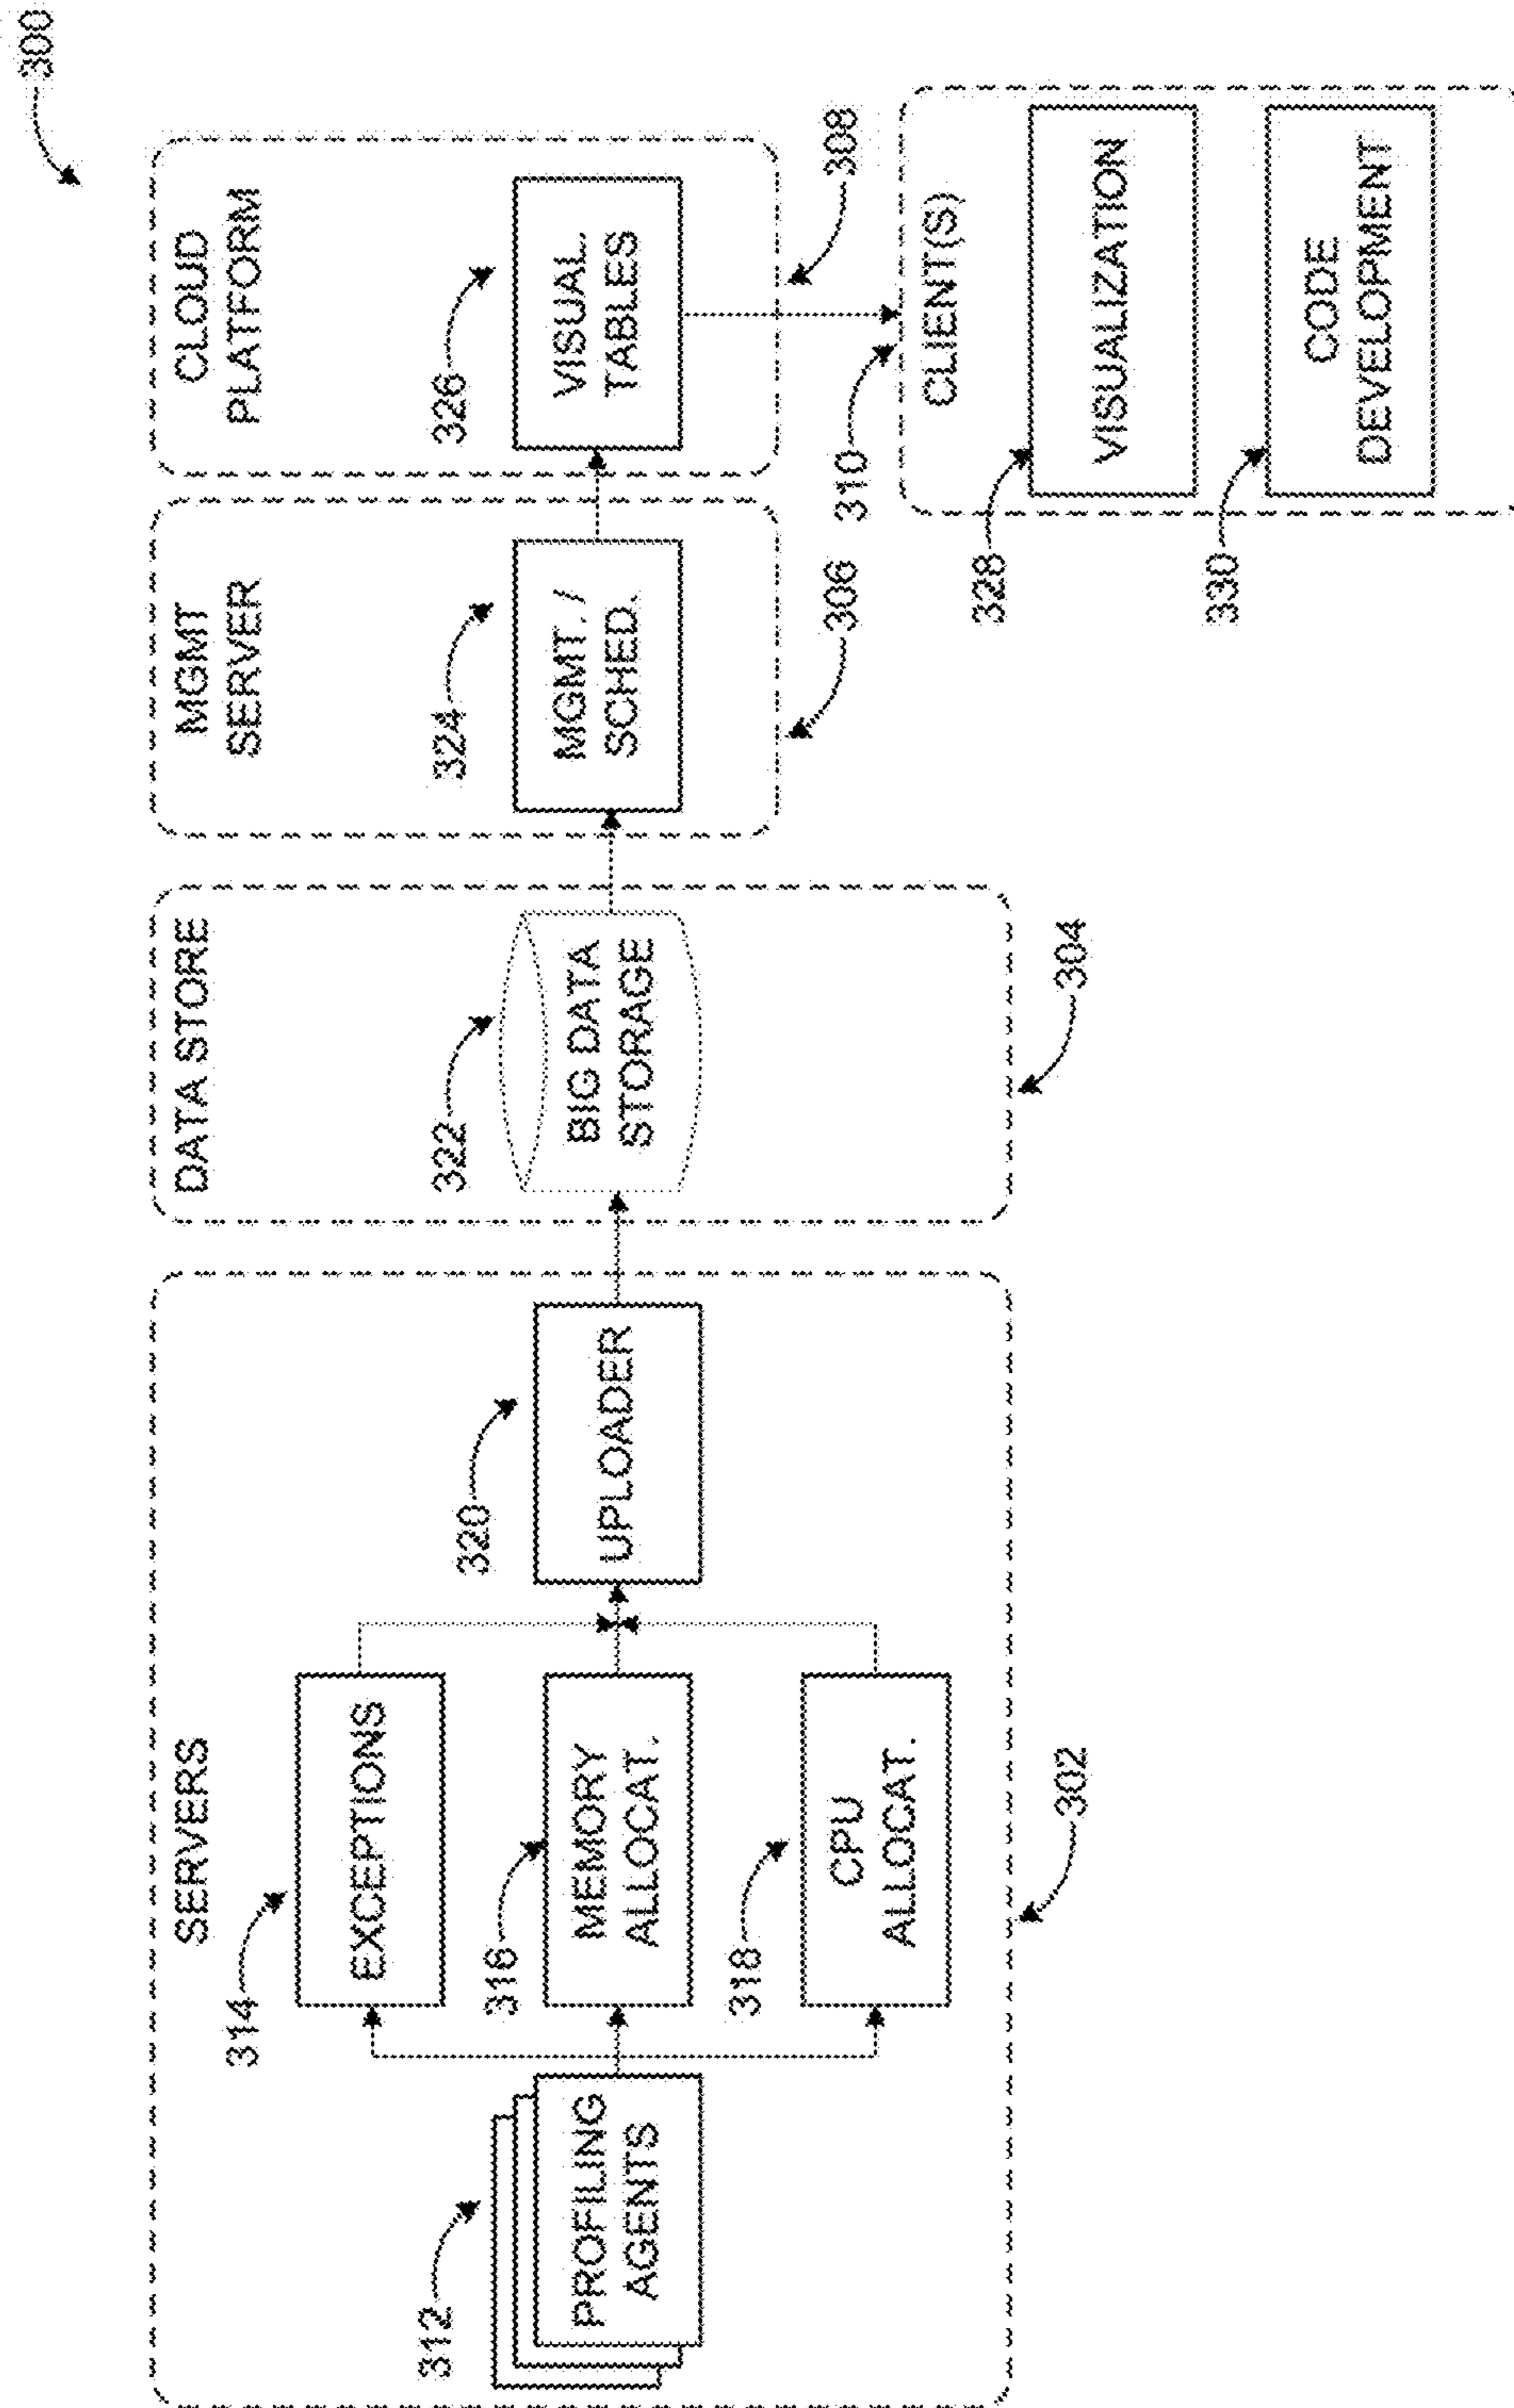 300
SERVERS
DATA STORE
MGMT
SERVER
CLOUD
PLATFORM
314
EXCEPTIONS
312
PROFILING
AGENTS
316
MEMORY
ALLOCAT.
318
CPU
ALLOCAT.
320
UPLOADER
322
BIG DATA
STORAGE
324
MGMT. /
SCHED.
326
VISUAL.
TABLES
302
304
306
308
310
CLIENT(S)
328
VISUALIZATION
330
CODE
DEVELOPMENT